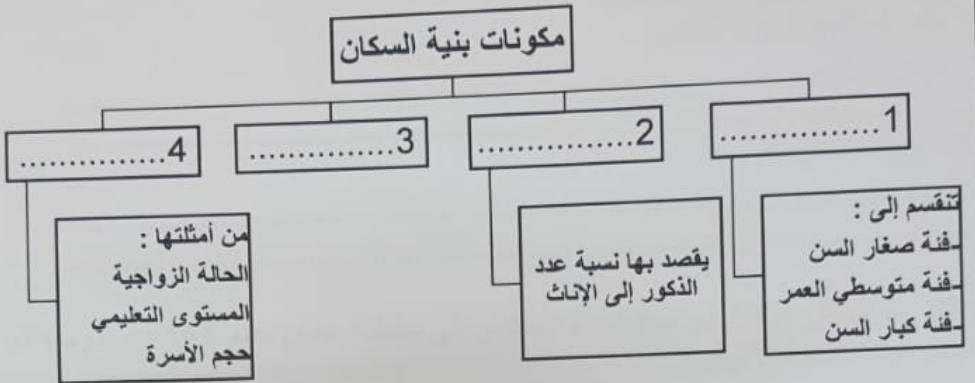 مكونات بنية السكان
1...............
2...............
3...............
4...............
تنقسم إلى :
-فئة صغار السن
-فئة متوسطي العمر
-فئة كبار السن
يقصد بها نسبة عدد
الذكور إلى الإناث
من أمثلتها :
الحالة الزواجية
المستوى التعليمي
حجم الأسرة